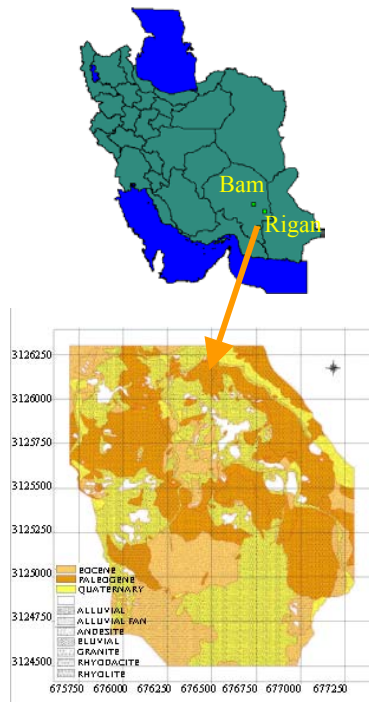 Bam
Rigan
3126250
3126000
3125750
3125500
3125250
3125000
3124750
3124500
EOCENE
PALEOGENE
QUATERNARY
ALLUVIAL
ALLUVIAL FAN
ANDESITE
ELUVIAL
GRANITE
RHYODACITE
RHYOLITE
675750 676000 676250 676500 676750 677000 677250